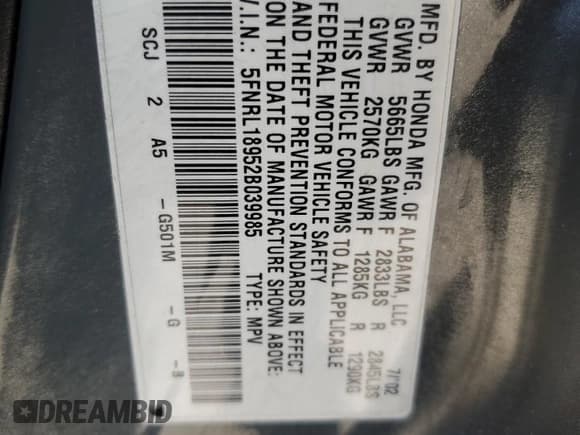 MFD. BY HONDA MFG. OF ALABAMA, LLC 7/'02
GVWR 5665LBS GAWR F 2833LBS R 2845LBS
GVWR 2570KG GAWR F 1285KG R 1290KG
THIS VEHICLE CONFORMS TO ALL APPLICABLE
FEDERAL MOTOR VEHICLE SAFETY
AND THEFT PREVENTION STANDARDS IN EFFECT
ON THE DATE OF MANUFACTURE SHOWN ABOVE:
V.I.N.: 5FNRL18952B039985 TYPE: MPV
SCJ 2 A5 -G501M -G -B
DREAMBID